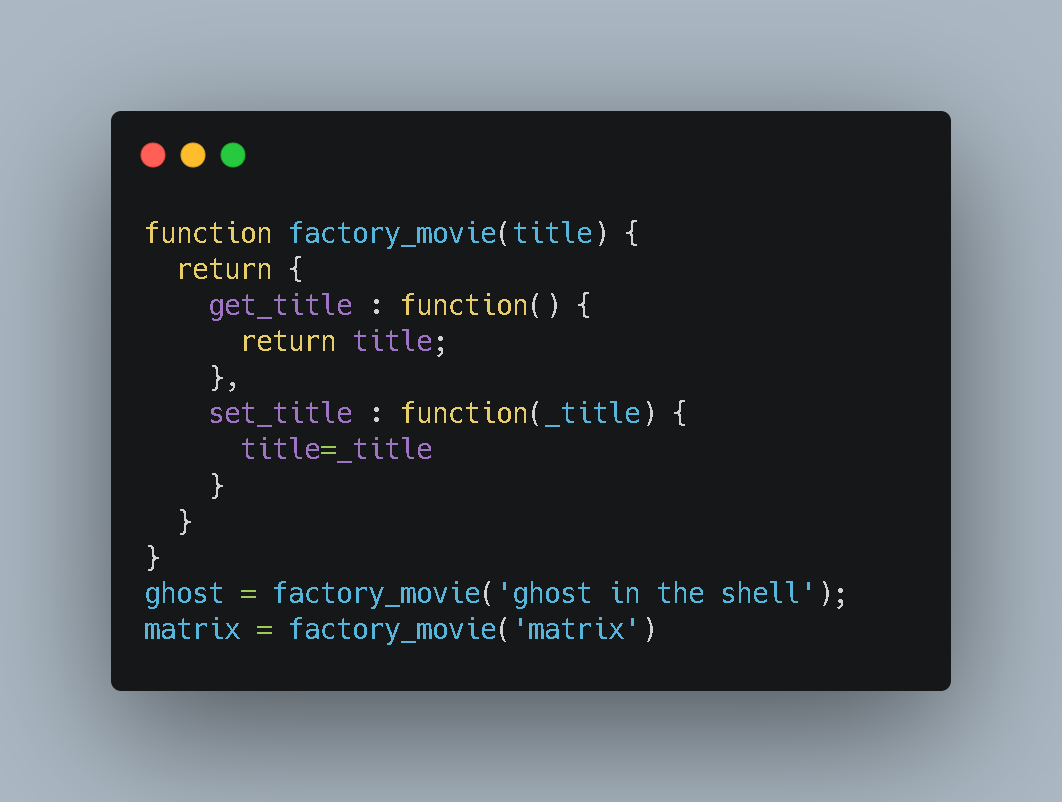 function factory_movie(title) {
  return {
    get_title : function() {
      return title;
    },
    set_title : function(_title) {
      title=_title
    }
  }
}
ghost = factory_movie('ghost in the shell');
matrix = factory_movie('matrix')